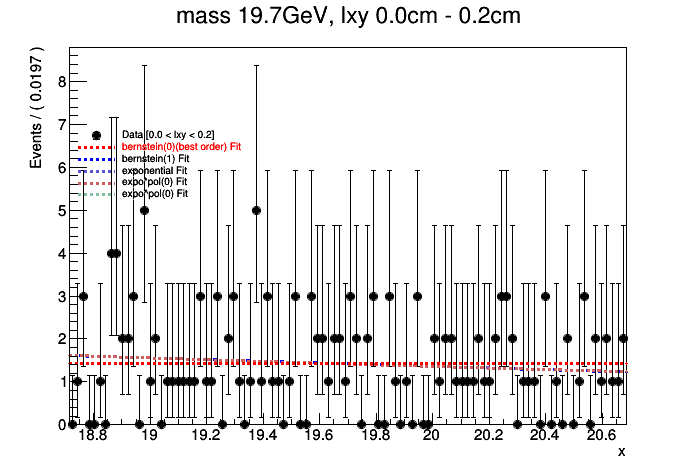 mass 19.7GeV, lxy 0.0cm - 0.2cm
Events / ( 0.0197 )
8
7
Data [0.0 < lxy < 0.2]
bernstein(0)(best order) Fit
bernstein(1) Fit
6
exponential Fit
expo*pol(0) Fit
expo*pol(0) Fit
5
4
3
2
1
0
18.8 19 19.2 19.4 19.6 19.8 20 20.2 20.4 20.6
x